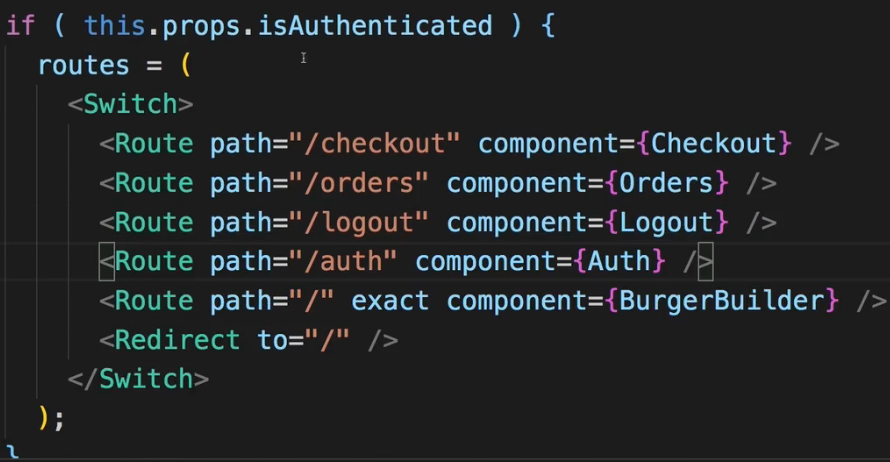 if ( this.props.isAuthenticated ) {
routes = (
<Switch>
<Route path="/checkout" component={Checkout} />
<Route path="/orders" component={Orders} />
<Route path="/logout" component={Logout} />
<Route path="/auth" component={Auth} />
<Route path="/" exact component={BurgerBuilder} />
<Redirect to="/" />
</Switch>
);
}